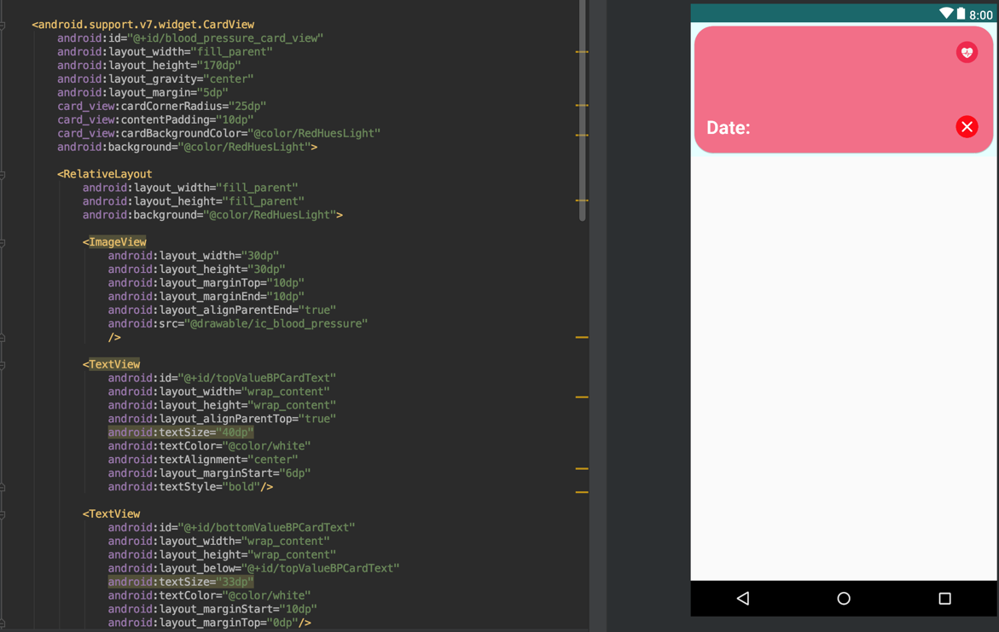 <android.support.v7.widget.CardView
android:id="@+id/blood_pressure_card_view"
android:layout_width="fill_parent"
android:layout_height="170dp"
android:layout_gravity="center"
android:layout_margin="5dp"
card_view:cardCornerRadius="25dp"
card_view:contentPadding="10dp"
card_view:cardBackgroundColor="@color/RedHuesLight"
android:background="@color/RedHuesLight">
<RelativeLayout
android:layout_width="fill_parent"
android:layout_height="fill_parent"
android:background="@color/RedHuesLight">
<ImageView
android:layout_width="30dp"
android:layout_height="30dp"
android:layout_marginTop="10dp"
android:layout_marginEnd="10dp"
android:layout_alignParentEnd="true"
android:src="@drawable/ic_blood_pressure"
/>
<TextView
android:id="@+id/topValueBPCardText"
android:layout_width="wrap_content"
android:layout_height="wrap_content"
android:layout_alignParentTop="true"
android:textSize="40dp"
android:textColor="@color/white"
android:textAlignment="center"
android:layout_marginStart="6dp"
android:textStyle="bold"/>
<TextView
android:id="@+id/bottomValueBPCardText"
android:layout_width="wrap_content"
android:layout_height="wrap_content"
android:layout_below="@+id/topValueBPCardText"
android:textSize="33dp"
android:textColor="@color/white"
android:layout_marginStart="10dp"
android:layout_marginTop="0dp"/>
8:00
Date: